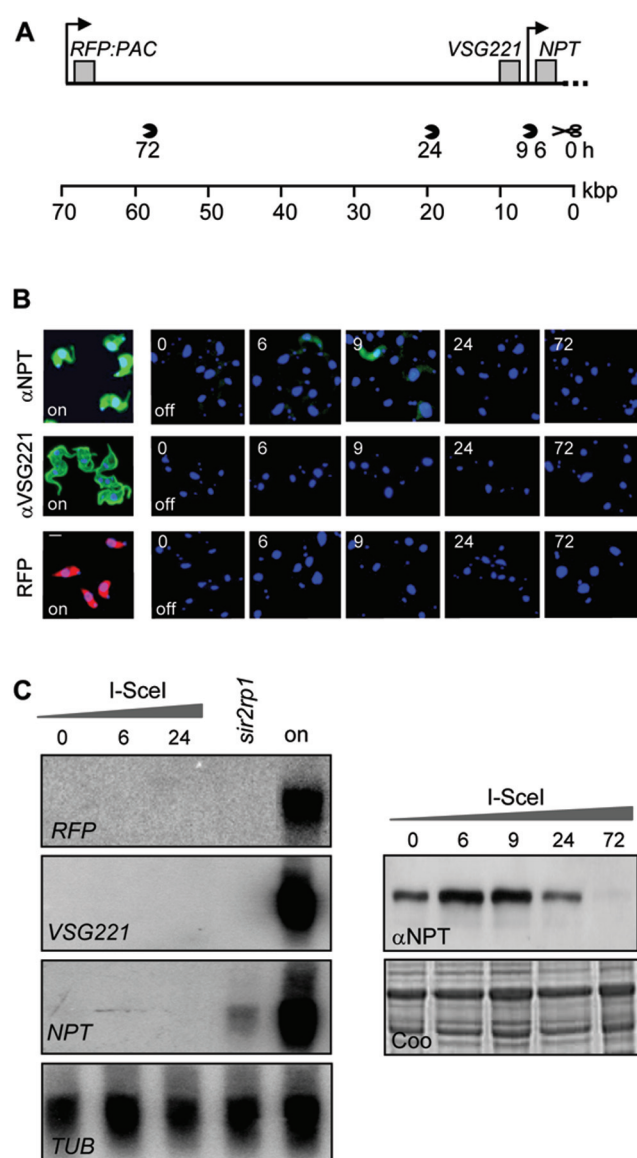 A
RFP:PAC
VSG221 NPT
72 24 9 6 0 h
kbp
70 60 50 40 30 20 10 0
B
αNPT
on
0 6 9 24 72
off
αVSG221
on
0 6 9 24 72
off
RFP
on
0 6 9 24 72
off
C
I-SceI
0 6 24 sir2rp1 on
RFP
VSG221
NPT
TUB
I-SceI
0 6 9 24 72
αNPT
Coo